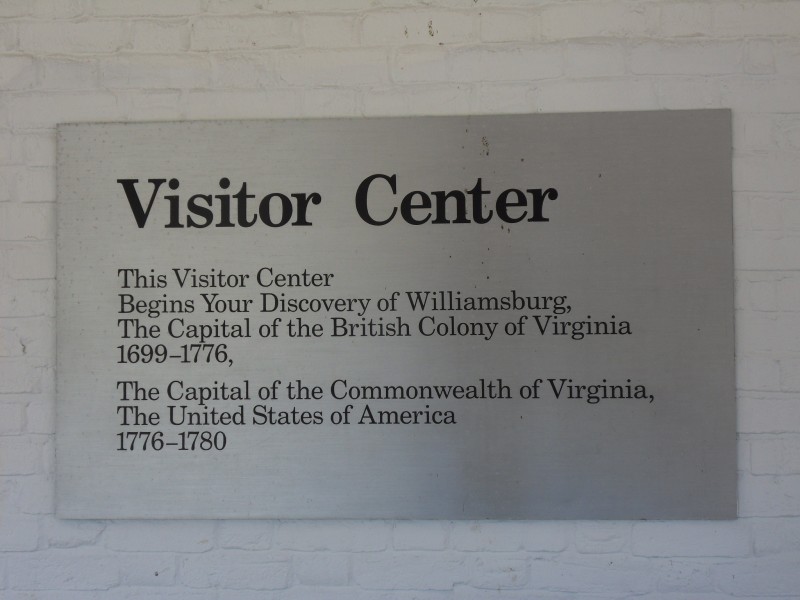 Visitor Center
This Visitor Center
Begins Your Discovery of Williamsburg,
The Capital of the British Colony of Virginia
1699–1776,
The Capital of the Commonwealth of Virginia,
The United States of America
1776–1780